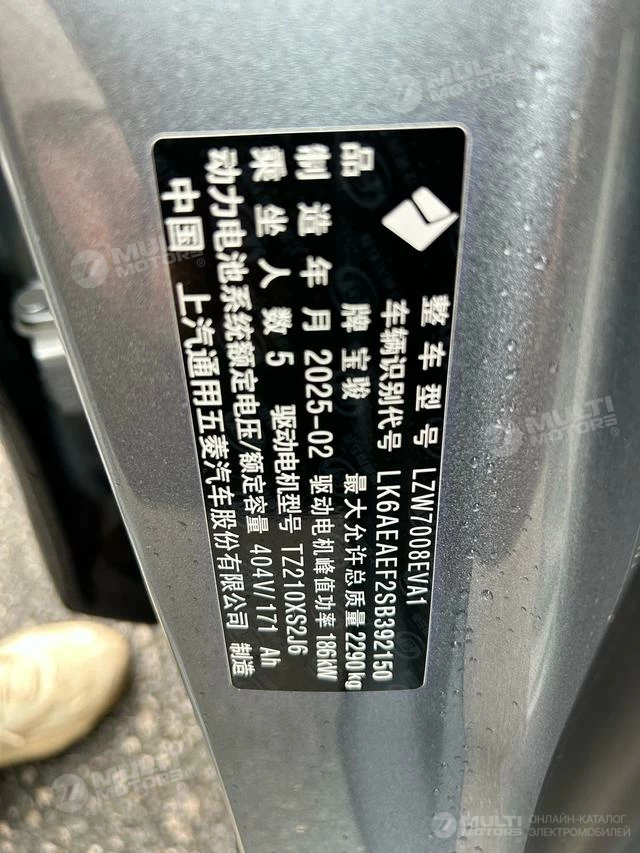 整车型号 LZW7008EVA1
车辆识别代号 LK6AEAEF2SB392150
品牌 宝骏 最大允许总质量 2290kg
制造年月 2025-02 驱动电机峰值功率 186kW
乘坐人数 5 驱动电机型号 TZ210XS2J6
动力电池系统额定电压/额定容量 404V/171 Ah
中国 上汽通用五菱汽车股份有限公司 制造
MULTI MOTORS
MULTI MOTORS®
MULTI MOTORS®
MULTI MOTORS
MULTI MOTORS ОНЛАЙН-КАТАЛОГ ЭЛЕКТРОМОБИЛЕЙ